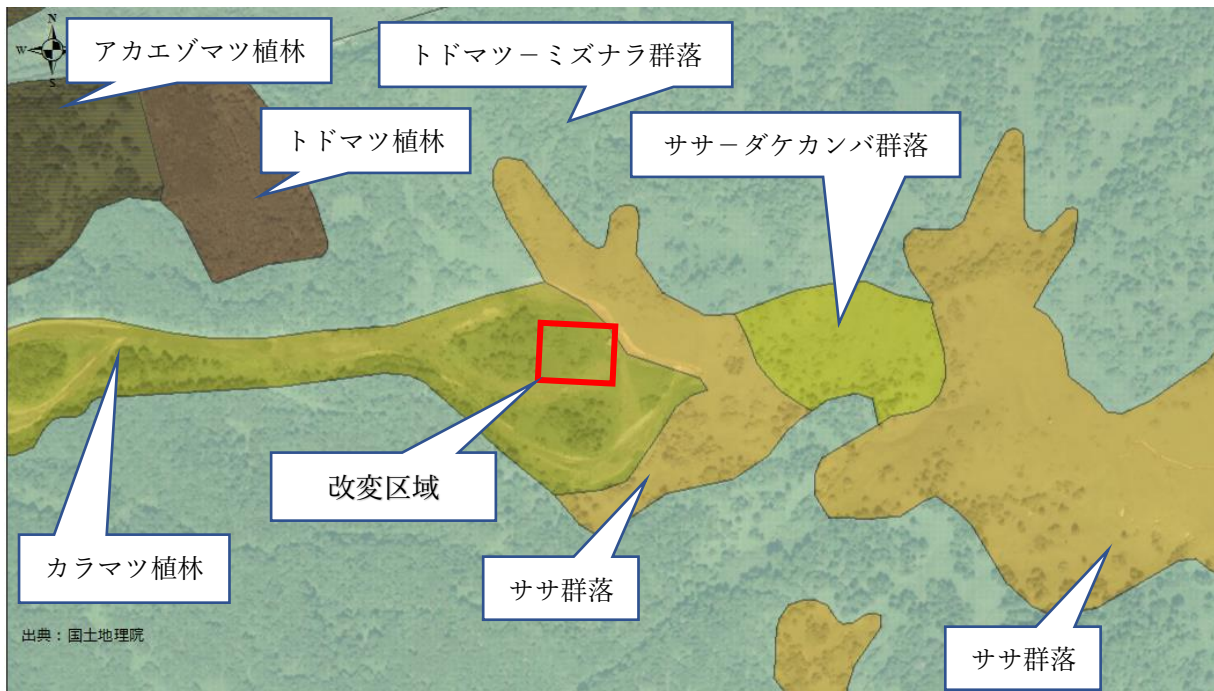 N
W
S
アカエゾマツ植林
トドマツ－ミズナラ群落
トドマツ植林
ササ－ダケカンバ群落
改変区域
カラマツ植林
ササ群落
出典：国土地理院
ササ群落